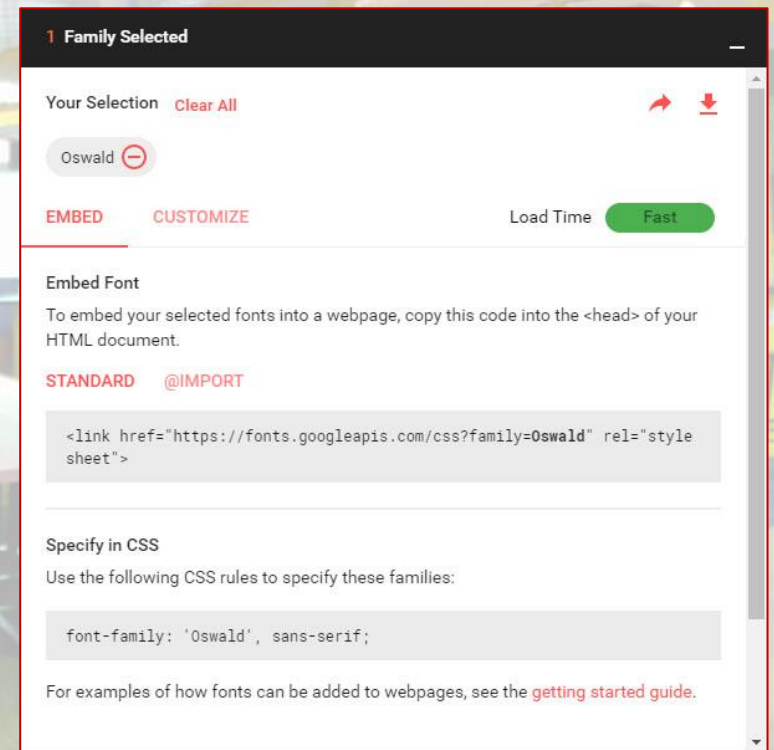 1 Family Selected
Your Selection Clear All
Oswald
EMBED CUSTOMIZE Load Time Fast
Embed Font
To embed your selected fonts into a webpage, copy this code into the <head> of your
HTML document.
STANDARD @IMPORT
<link href="https://fonts.googleapis.com/css?family=Oswald" rel="style
sheet">
Specify in CSS
Use the following CSS rules to specify these families:
font-family: 'Oswald', sans-serif;
For examples of how fonts can be added to webpages, see the getting started guide.